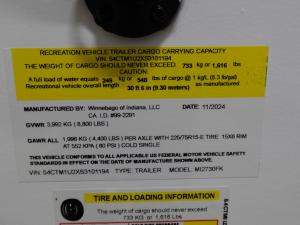 RECREATION VEHICLE TRAILER CARGO CARRYING CAPACITY
VIN: 54CTM1U2XS3101194
THE WEIGHT OF CARGO SHOULD NEVER EXCEED 733 kg or 1,616 lbs
CAUTION:
A full load of water equals 249 kg or 548 lbs of cargo @ 1 kg/L (8.3 lb/gal)
Recreational vehicle overall length 30 ft 6 in (9.30 meters) as manufactured.
MANUFACTURED BY: Winnebago of Indiana, LLC DATE: 11/2024
CA. I.D. #99-2291
GVWR: 3,992 KG ( 8,800 LBS )
GAWR ALL 1,996 KG ( 4,400 LBS ) PER AXLE WITH 225/75R15-E TIRE 15X6 RIM
AT 552 KPA ( 80 PSI ) COLD SINGLE
THIS VEHICLE CONFORMS TO ALL APPLICABLE US FEDERAL MOTOR VEHICLE SAFETY
STANDARDS IN EFFECT ON THE DATE OF MANUFACTURE SHOWN ABOVE.
VIN: 54CTM1U2XS3101194 TYPE: TRAILER MODEL: MI2730FK
TIRE AND LOADING INFORMATION
The weight of cargo should never exceed
733 KG or 1,616 Lbs